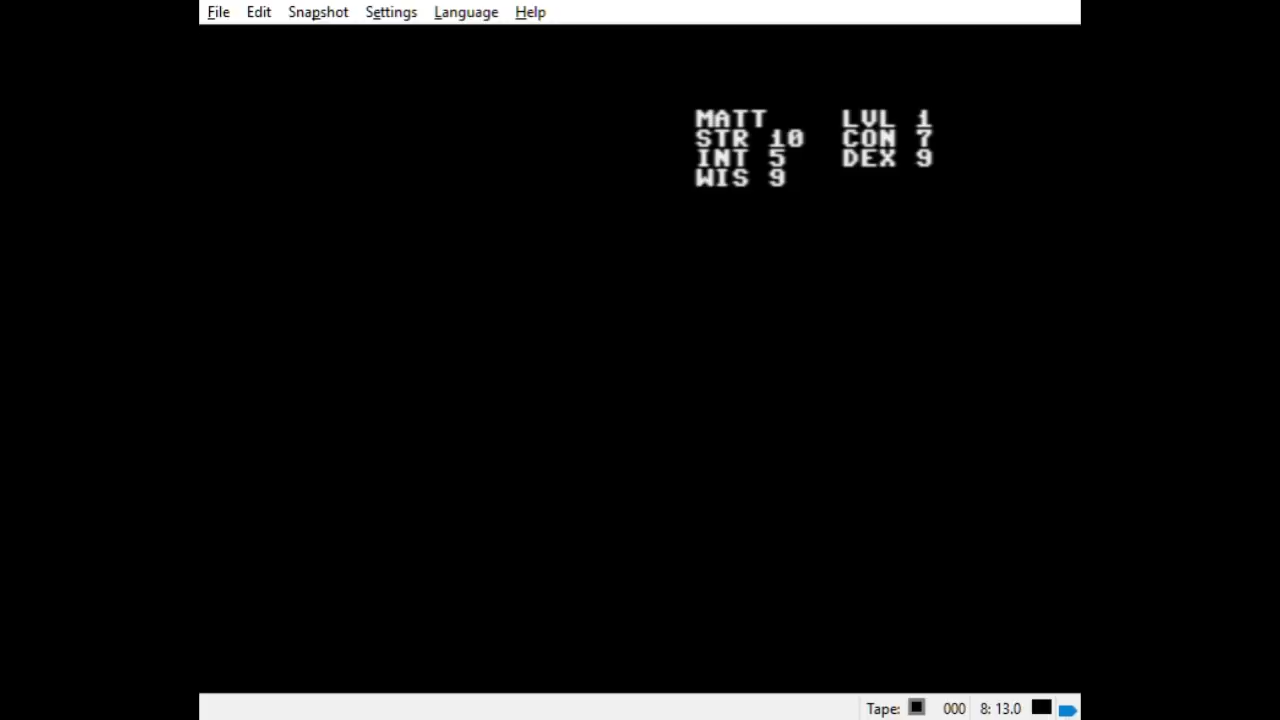 File Edit Snapshot Settings Language Help
MATT LVL 1
STR 10 CON 7
INT 5 DEX 9
WIS 9
Tape: 000 8: 13.0